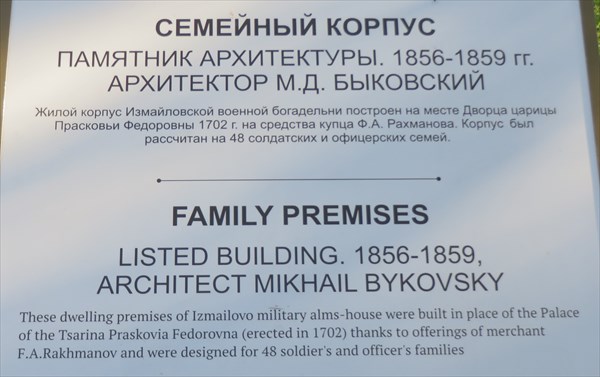 СЕМЕЙНЫЙ КОРПУС
ПАМЯТНИК АРХИТЕКТУРЫ. 1856-1859 гг.
АРХИТЕКТОР М.Д. БЫКОВСКИЙ
Жилой корпус Измайловской военной богадельни построен на месте Дворца царицы
Прасковьи Федоровны 1702 г. на средства купца Ф.А. Рахманова. Корпус был
рассчитан на 48 солдатских и офицерских семей.
FAMILY PREMISES
LISTED BUILDING. 1856-1859,
ARCHITECT MIKHAIL BYKOVSKY
These dwelling premises of Izmailovo military alms-house were built in place of the Palace
of the Tsarina Praskovia Fedorovna (erected in 1702) thanks to offerings of merchant
F.A.Rakhmanov and were designed for 48 soldier's and officer's families